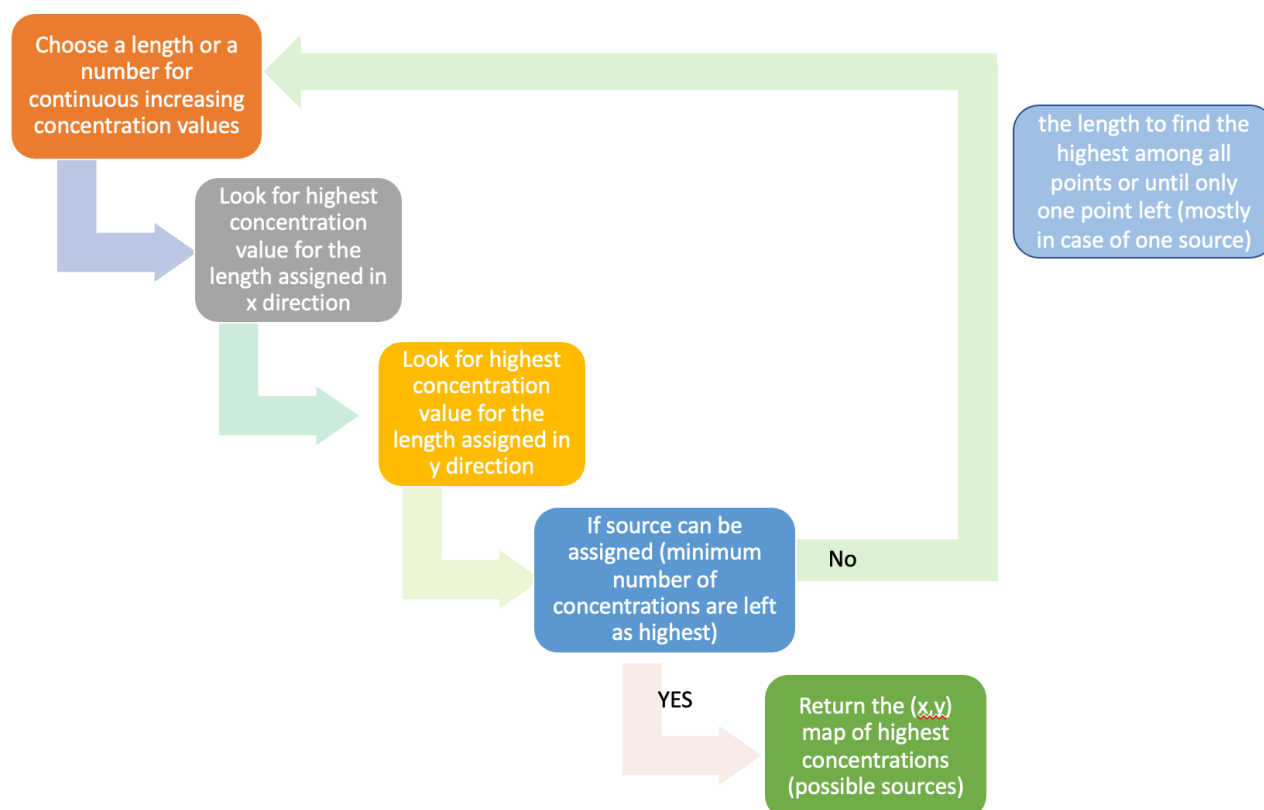 Choose a length or a
number for
continuous increasing
concentration values
the length to find the
highest among all
points or until only
one point left (mostly
in case of one source)
Look for highest
concentration
value for the
length assigned in
x direction
Look for highest
concentration
value for the
length assigned in
y direction
If source can be
assigned (minimum
number of
concentrations are left
as highest)
No
YES
Return the (x,y)
map of highest
concentrations
(possible sources)